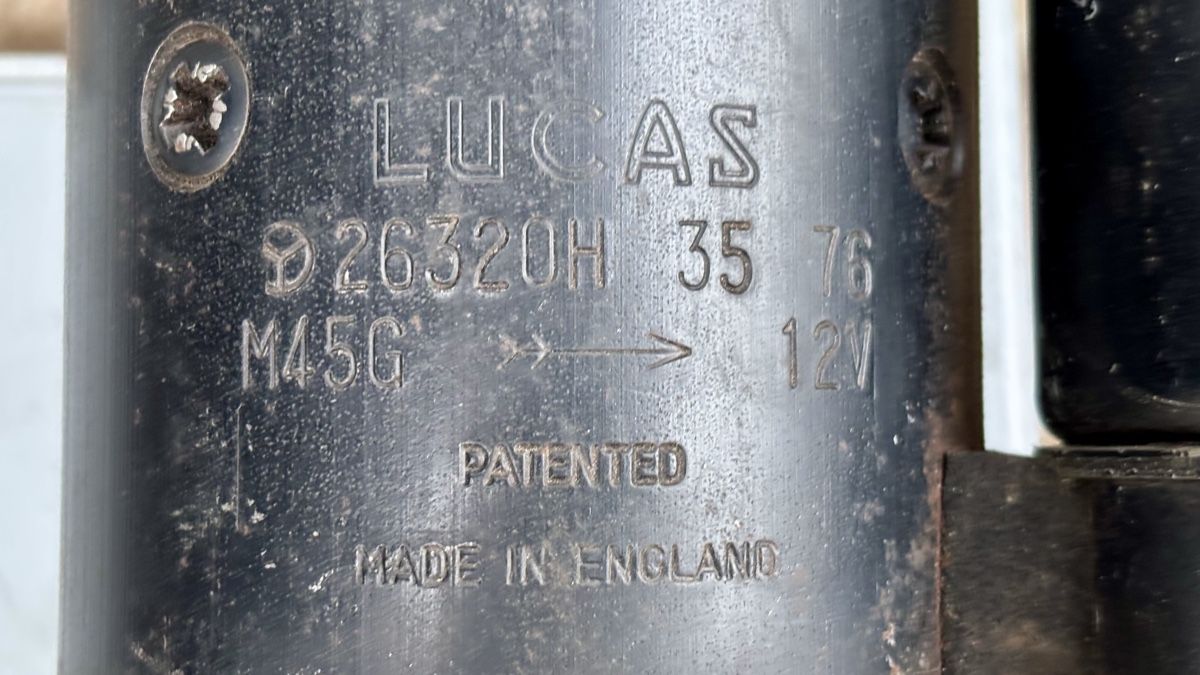 LUCAS
26320H 35 76
M45G 12V
PATENTED
MADE IN ENGLAND